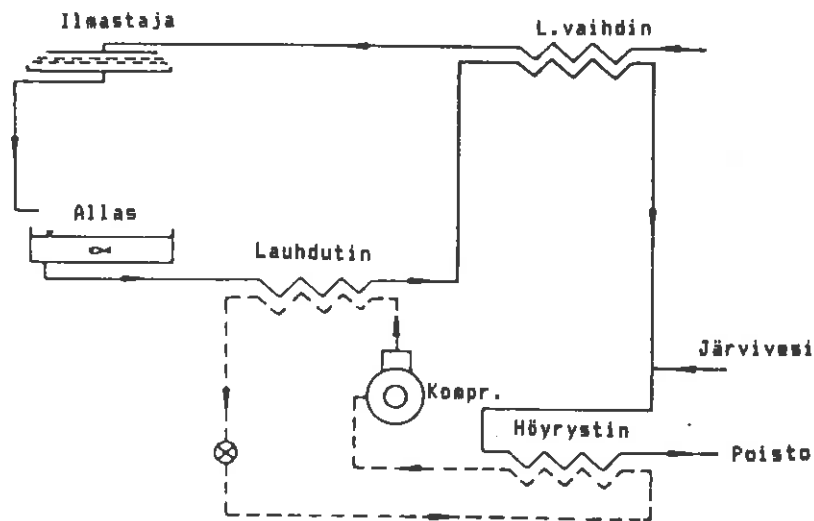 Ilmastaja
L.vaihdin
Allas
Lauhdutin
Järvivesi
Kompr.
Höyrystin
Poisto